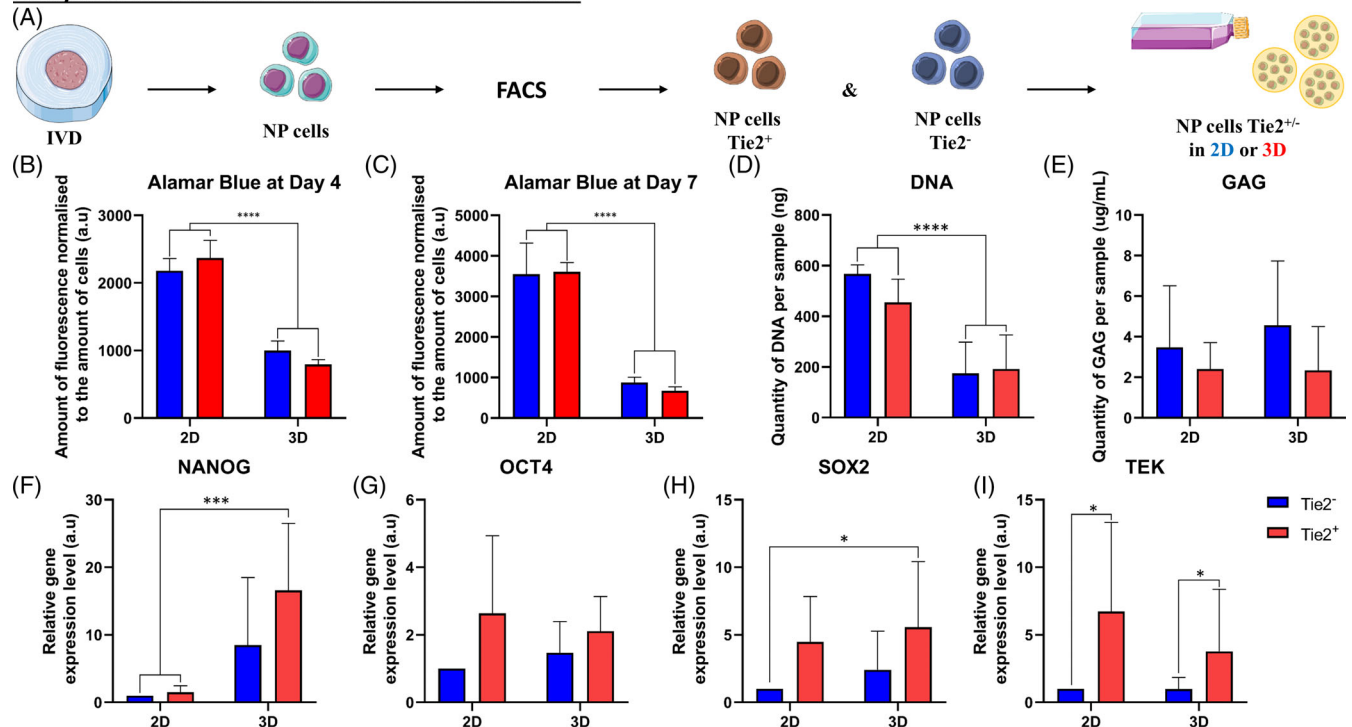 (A)
IVD
NP cells
FACS
NP cells
Tie2+
&
NP cells
Tie2-
NP cells Tie2+/-
in 2D or 3D
(B)
Alamar Blue at Day 4
Amount of fluorescence normalised
to the amount of cells (a.u)
3000
2000
1000
0
****
2D
3D
(C)
Alamar Blue at Day 7
Amount of fluorescence normalised
to the amount of cells (a.u)
5000
4000
3000
2000
1000
0
****
2D
3D
(D)
DNA
Quantity of DNA per sample (ng)
800
600
400
200
0
****
2D
3D
(E)
GAG
Quantity of GAG per sample (ug/mL)
10
8
6
4
2
0
2D
3D
(F)
NANOG
Relative gene
expression level (a.u)
30
20
10
0
***
2D
3D
(G)
OCT4
Relative gene
expression level (a.u)
6
4
2
0
2D
3D
(H)
SOX2
Relative gene
expression level (a.u)
15
10
5
0
*
2D
3D
(I)
TEK
Relative gene
expression level (a.u)
15
10
5
0
*
*
2D
3D
Tie2-
Tie2+